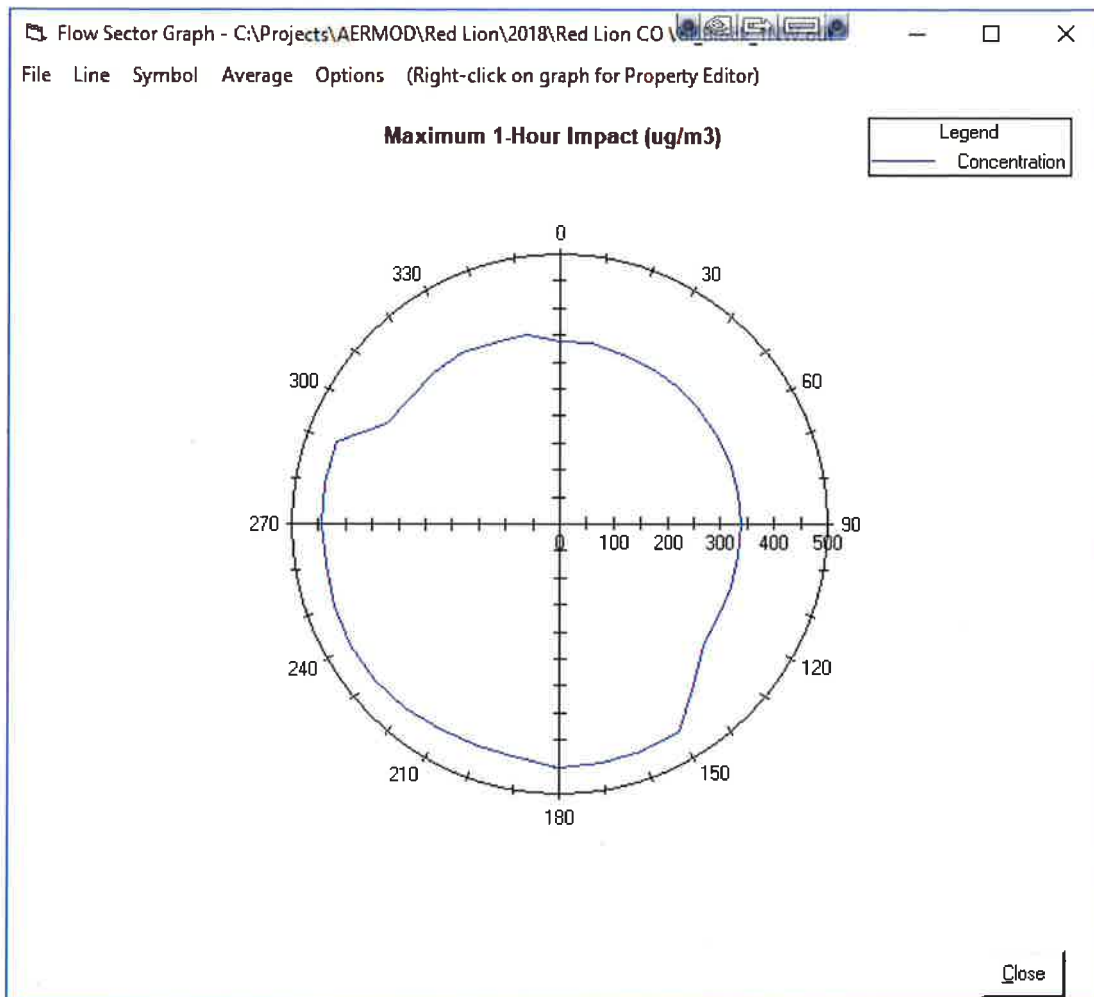 Flow Sector Graph - C:\Projects\AERMOD\Red Lion\2018\Red Lion CO \
File Line Symbol Average Options (Right-click on graph for Property Editor)
Maximum 1-Hour Impact (ug/m3)
Legend
Concentration
0
330
30
300
60
270
90
0 100 200 300 400 500
240
120
210
150
180
Close